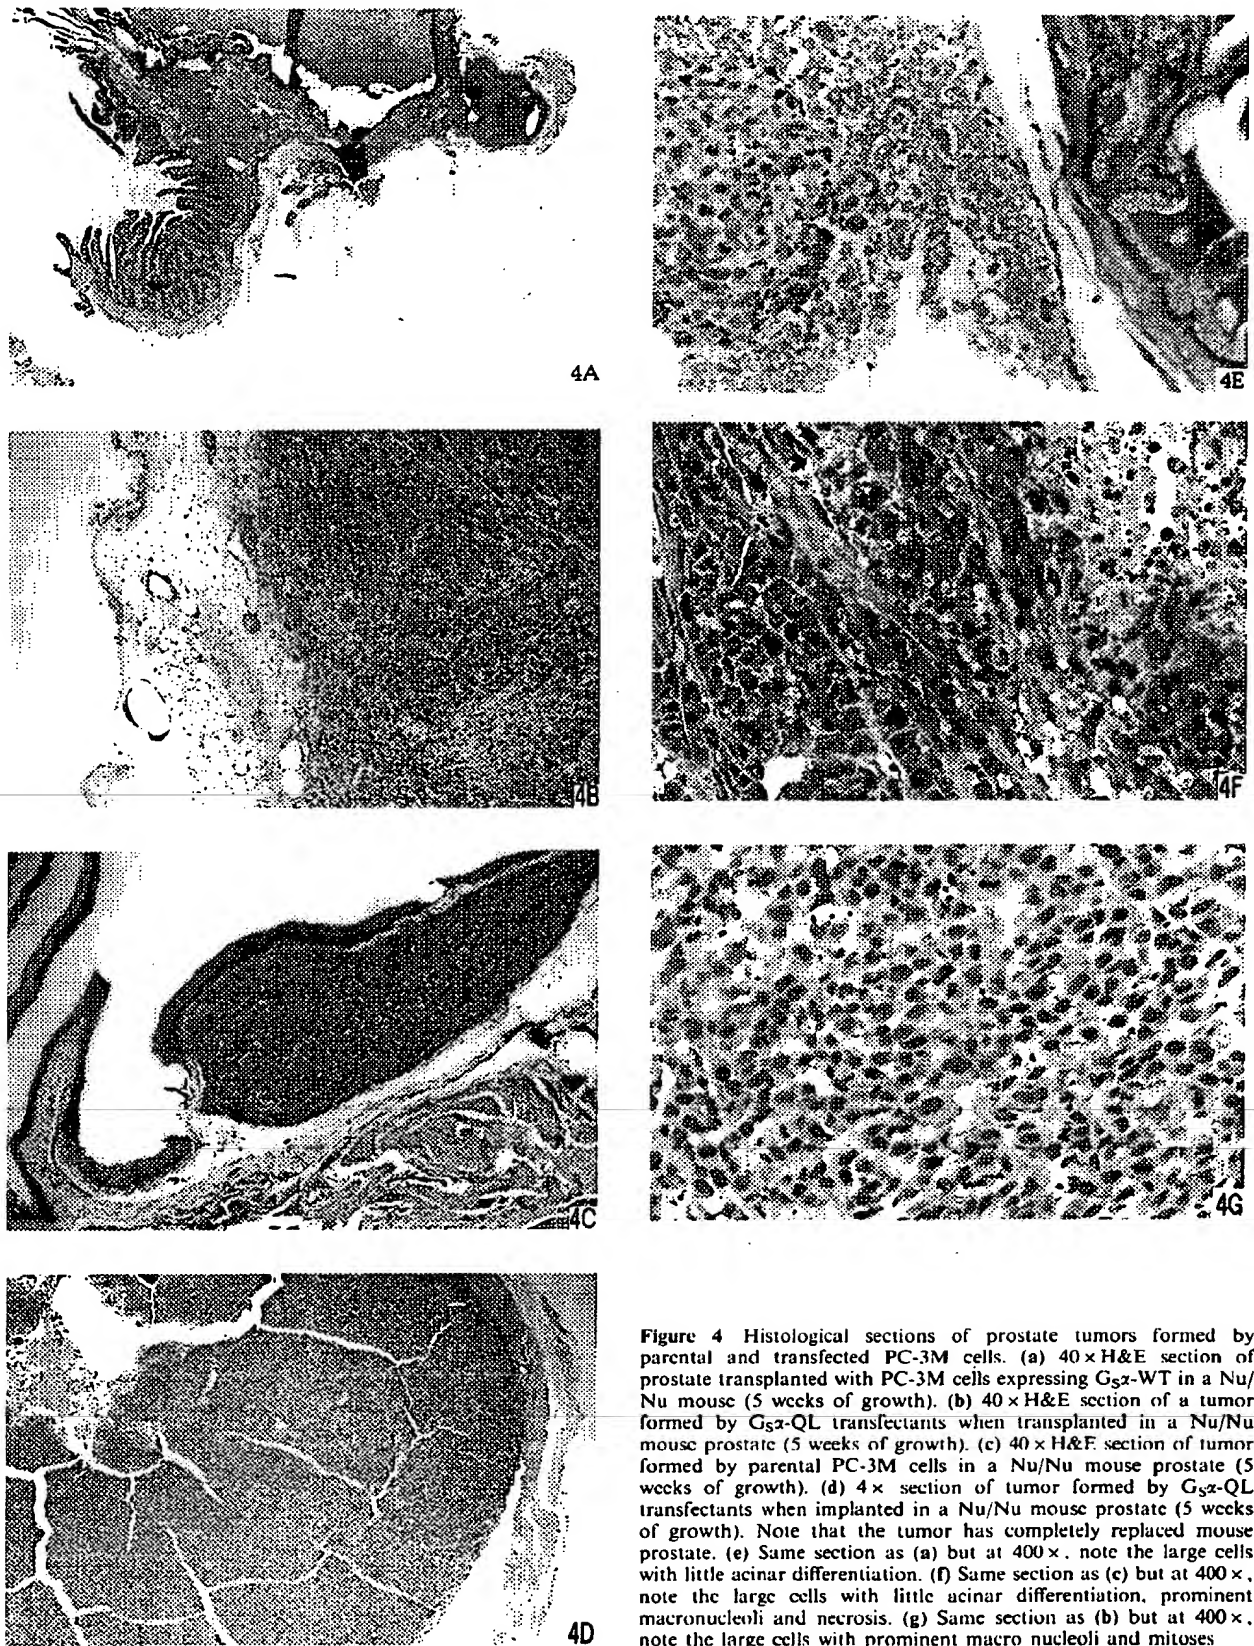 4A
4E
4B
4F
4C
4G
4D
Figure 4 Histological sections of prostate tumors formed by
parental and transfected PC-3M cells. (a) 40 × H&E section of
prostate transplanted with PC-3M cells expressing GSα-WT in a Nu/
Nu mouse (5 weeks of growth). (b) 40 × H&E section of a tumor
formed by GSα-QL transfectants when transplanted in a Nu/Nu
mouse prostate (5 weeks of growth). (c) 40 × H&E section of tumor
formed by parental PC-3M cells in a Nu/Nu mouse prostate (5
weeks of growth). (d) 4 × section of tumor formed by GSα-QL
transfectants when implanted in a Nu/Nu mouse prostate (5 weeks
of growth). Note that the tumor has completely replaced mouse
prostate. (e) Same section as (a) but at 400 ×, note the large cells
with little acinar differentiation. (f) Same section as (c) but at 400 ×,
note the large cells with little acinar differentiation, prominent
macronucleoli and necrosis. (g) Same section as (b) but at 400 ×,
note the large cells with prominent macro nucleoli and mitoses